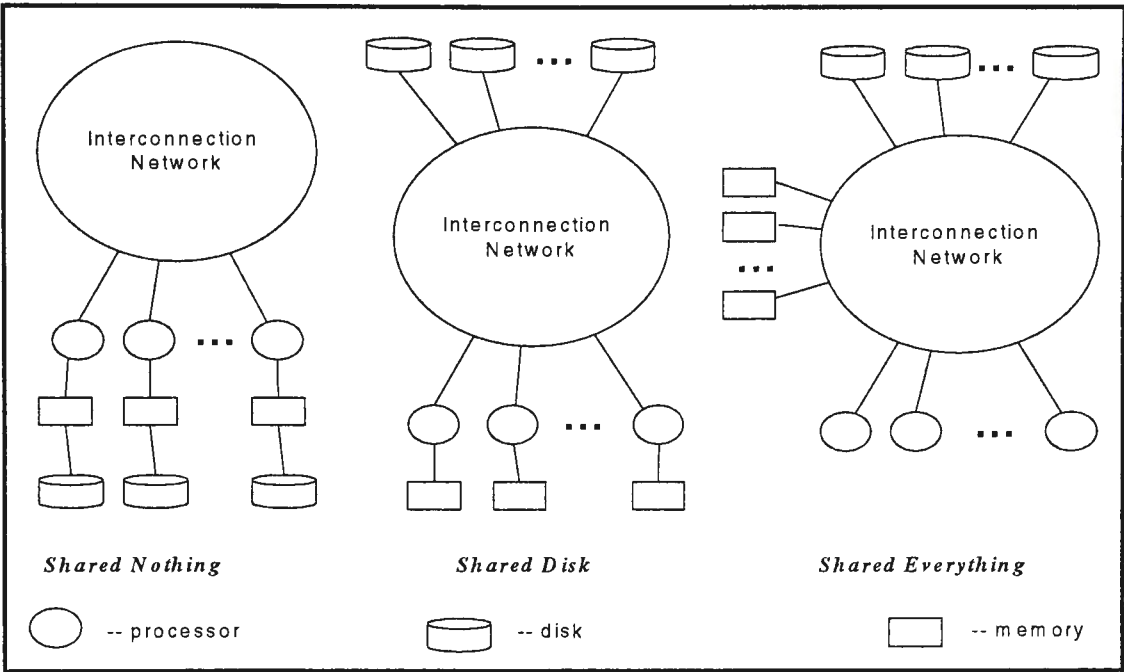 Interconnection
Network
Interconnection
Network
Interconnection
Network
Shared Nothing
Shared Disk
Shared Everything
-- processor
-- disk
-- memory